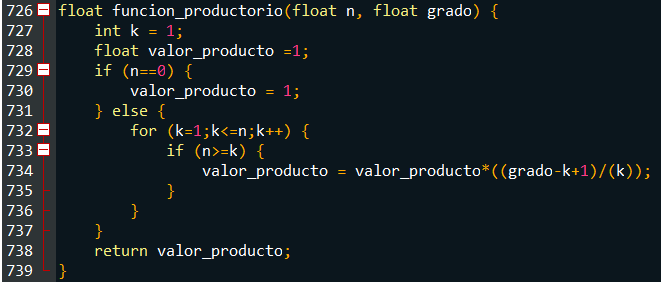 726 float funcion_productorio(float n, float grado) {
727     int k = 1;
728     float valor_producto =1;
729     if (n==0) {
730         valor_producto = 1;
731     } else {
732         for (k=1;k<=n;k++) {
733             if (n>=k) {
734                 valor_producto = valor_producto*((grado-k+1)/(k));
735             }
736         }
737     }
738     return valor_producto;
739 }